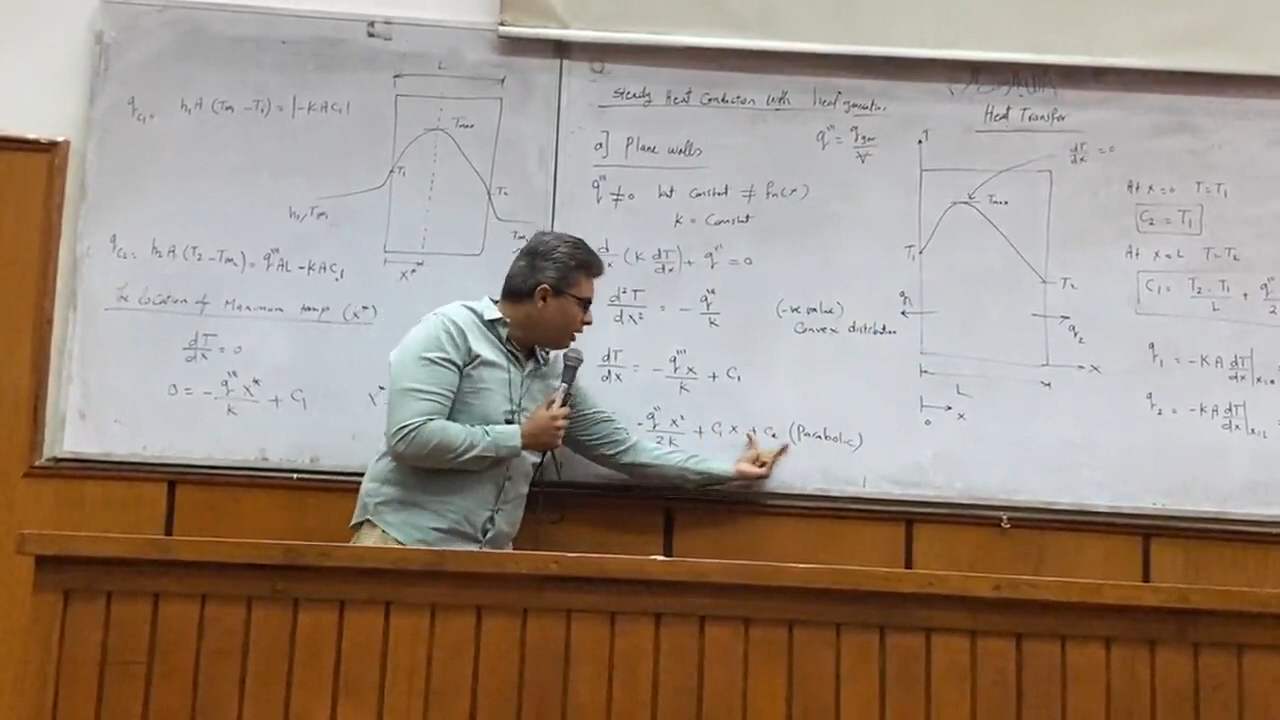 q_C1 = h₁A (T∞₁ - T₁) = |-KAC₁|
L
Tmax
T₁
T₂
h₁, T∞₁
T∞
x*
q_C2 = h₂A (T₂ - T∞₂) = q'''AL - KAC₁
The Location of Maximum temp (x*)
dT/dx = 0
0 = -q'''x*/K + C₁
x*
Steady Heat Conduction with heat generation
a] Plane walls
q''' = q_gen/V
q''' ≠ 0 but Constant ≠ fn(x)
K = Constant
d/dx (K dT/dx) + q''' = 0
d²T/dx² = - q'''/K
(-ve value)
Convex distribution
dT/dx = - q'''x/K + C₁
= - q'''x²/2K + C₁x + C₂ (Parabolic)
Heat Transfer
T
dT/dx = 0
Tmax
T₁
T₂
q₁
q₂
x
L
0
x
At x=0 T=T₁
C₂ = T₁
At x=L T=T₂
C₁ = T₂-T₁/L + q'''/2
q₁ = -KA dT/dx|x=0
q₂ = -KA dT/dx|x=L